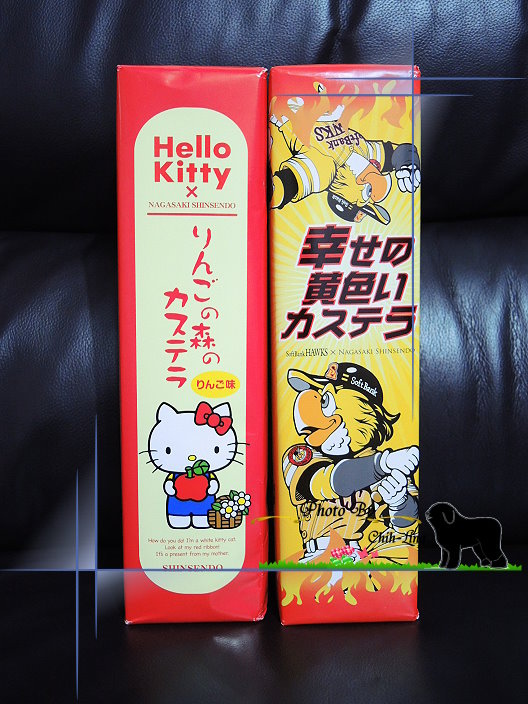 Hello
Kitty
×
NAGASAKI SHINSENDO
りんごの森の
カステラ
りんご味
How do you do! I'm a white kitty cat.
Look at my red ribbon!
It's a present from my mother.
SHINSENDO
SoftBank
HAWKS
幸せの
黄色い
カステラ
SoftBank HAWKS × NAGASAKI SHINSENDO
SoftBank
Photo By